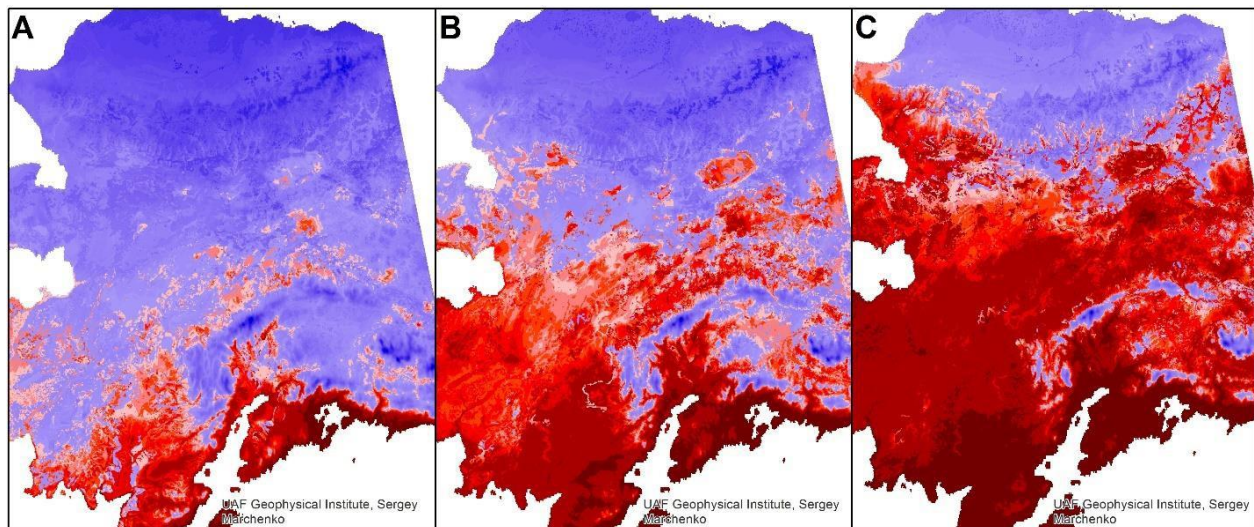 A
B
C
UAF Geophysical Institute, Sergey
Marchenko
UAF Geophysical Institute, Sergey
Marchenko
UAF Geophysical Institute, Sergey
Marchenko